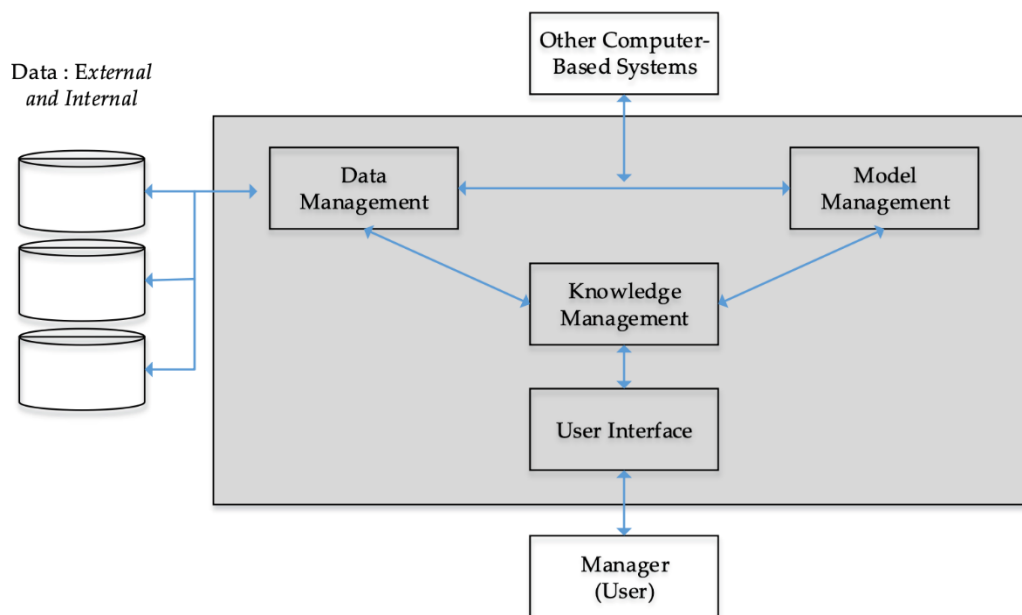 Other Computer-
Based Systems
Data : External
and Internal
Data
Management
Model
Management
Knowledge
Management
User Interface
Manager
(User)